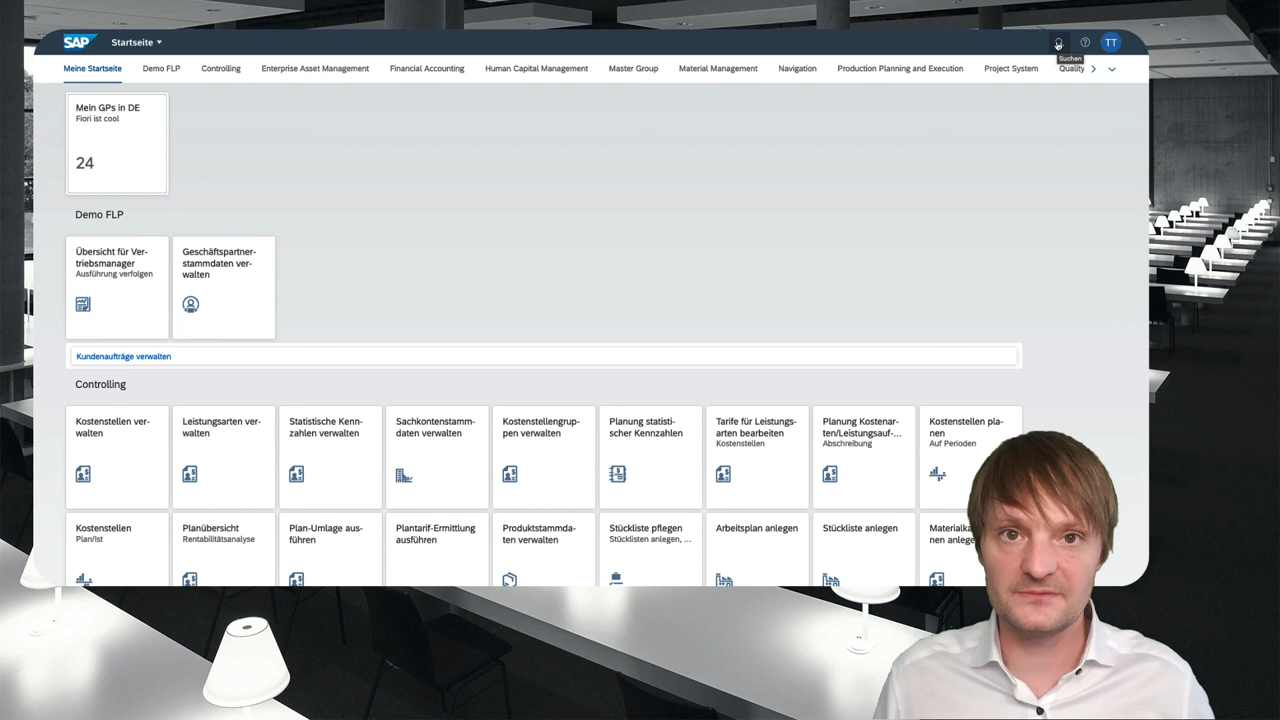 SAP
Startseite
TT
Suchen
Meine Startseite
Demo FLP
Controlling
Enterprise Asset Management
Financial Accounting
Human Capital Management
Master Group
Material Management
Navigation
Production Planning and Execution
Project System
Quality
Mein GPs in DE
Fiori ist cool
24
Demo FLP
Übersicht für Ver-
triebsmanager
Ausführung verfolgen
Geschäftspartner-
stammdaten ver-
walten
Kundenaufträge verwalten
Controlling
Kostenstellen ver-
walten
Leistungsarten ver-
walten
Statistische Kenn-
zahlen verwalten
Sachkontenstamm-
daten verwalten
Kostenstellengrup-
pen verwalten
Planung statisti-
scher Kennzahlen
Tarife für Leistungs-
arten bearbeiten
Kostenstellen
Planung Kostenar-
ten/Leistungsauf-...
Abschreibung
Kostenstellen pla-
nen
Auf Perioden
Kostenstellen
Plan/Ist
Planübersicht
Rentabilitätsanalyse
Plan-Umlage aus-
führen
Plantarif-Ermittlung
ausführen
Produktstammda-
ten verwalten
Stückliste pflegen
Stücklisten anlegen, ...
Arbeitsplan anlegen
Stückliste anlegen
Materialka
nen anlege